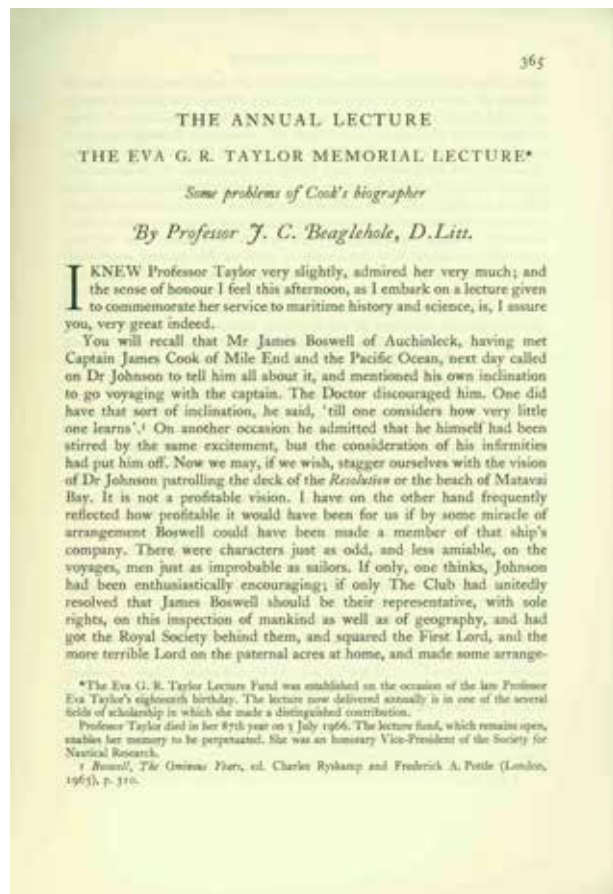 365
THE ANNUAL LECTURE
THE EVA G. R. TAYLOR MEMORIAL LECTURE*
Some problems of Cook's biographer
By Professor J. C. Beaglehole, D.Litt.
I KNEW Professor Taylor very slightly, admired her very much; and
the sense of honour I feel this afternoon, as I embark on a lecture given
to commemorate her service to maritime history and science, is, I assure
you, very great indeed.
You will recall that Mr James Boswell of Auchinleck, having met
Captain James Cook of Mile End and the Pacific Ocean, next day called
on Dr Johnson to tell him all about it, and mentioned his own inclination
to go voyaging with the captain. The Doctor discouraged him. One did
have that sort of inclination, he said, 'till one considers how very little
one learns'.¹ On another occasion he admitted that he himself had been
stirred by the same excitement, but the consideration of his infirmities
had put him off. Now we may, if we wish, stagger ourselves with the vision
of Dr Johnson patrolling the deck of the Resolution or the beach of Matavai
Bay. It is not a profitable vision. I have on the other hand frequently
reflected how profitable it would have been for us if by some miracle of
arrangement Boswell could have been made a member of that ship's
company. There were characters just as odd, and less amiable, on the
voyages, men just as improbable as sailors. If only, one thinks, Johnson
had been enthusiastically encouraging; if only The Club had unitedly
resolved that James Boswell should be their representative, with sole
rights, on this inspection of mankind as well as of geography, and had
got the Royal Society behind them, and squared the First Lord, and the
more terrible Lord on the paternal acres at home, and made some arrange-
*The Eva G. R. Taylor Lecture Fund was established on the occasion of the late Professor
Eva Taylor's eightieth birthday. The lecture now delivered annually is in one of the several
fields of scholarship in which she made a distinguished contribution.
Professor Taylor died in her 87th year on 5 July 1966. The lecture fund, which remains open,
enables her memory to be perpetuated. She was an honorary Vice-President of the Society for
Nautical Research.
1 Boswell, The Ominous Years, ed. Charles Ryskamp and Frederick A. Pottle (London,
1963), p. 310.